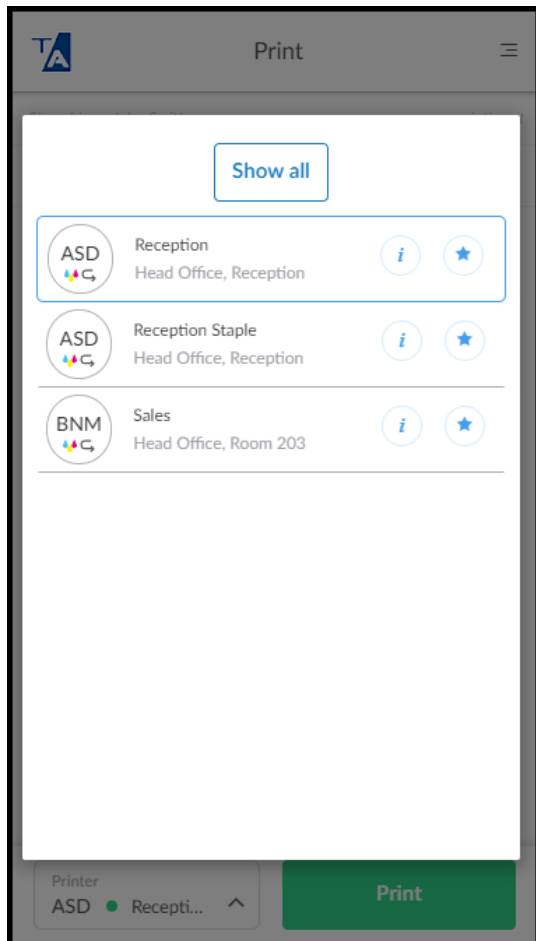 TA
Print
Show all
ASD
Reception
Head Office, Reception
i
ASD
Reception Staple
Head Office, Reception
i
BNM
Sales
Head Office, Room 203
i
Printer
ASD Recepti...
Print